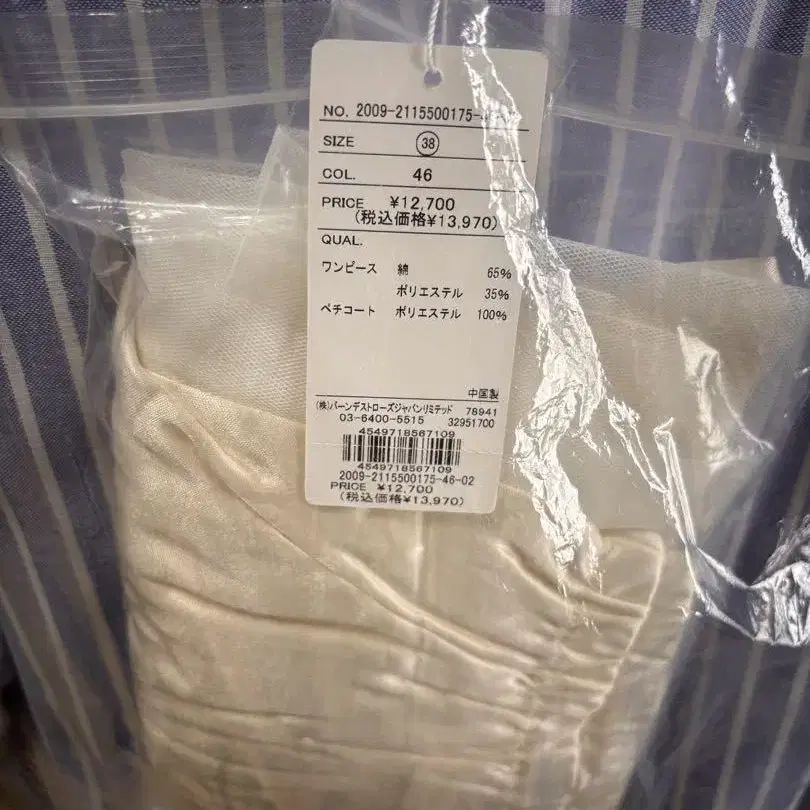 NO. 2009-2115500175-
SIZE 38
COL. 46
PRICE ¥12,700
(税込価格¥13,970)
QUAL.
ワンピース 綿 65%
ポリエステル 35%
ペチコート ポリエステル 100%
中国製
(株)バーンデストローズジャパンリミテッド 78941
03-6400-5515 32951700
4549718567109
4549718567109
2009-2115500175-46-02
PRICE ¥12,700
(税込価格¥13,970)